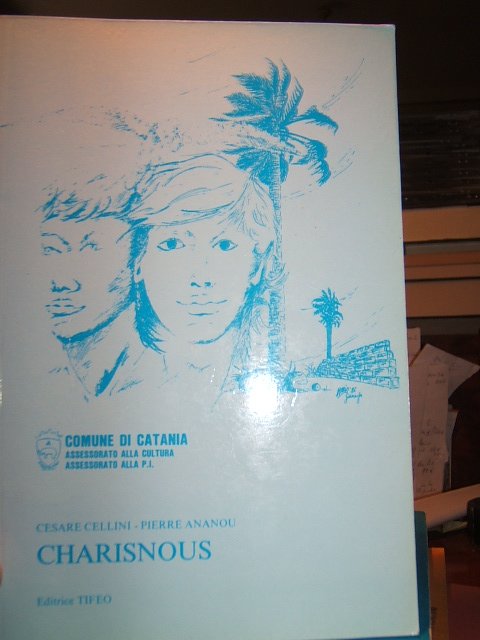 COMUNE DI CATANIA
ASSESSORATO ALLA CULTURA
ASSESSORATO ALLA P.I.
CESARE CELLINI - PIERRE ANANOU
CHARISNOUS
Editrice TIFEO